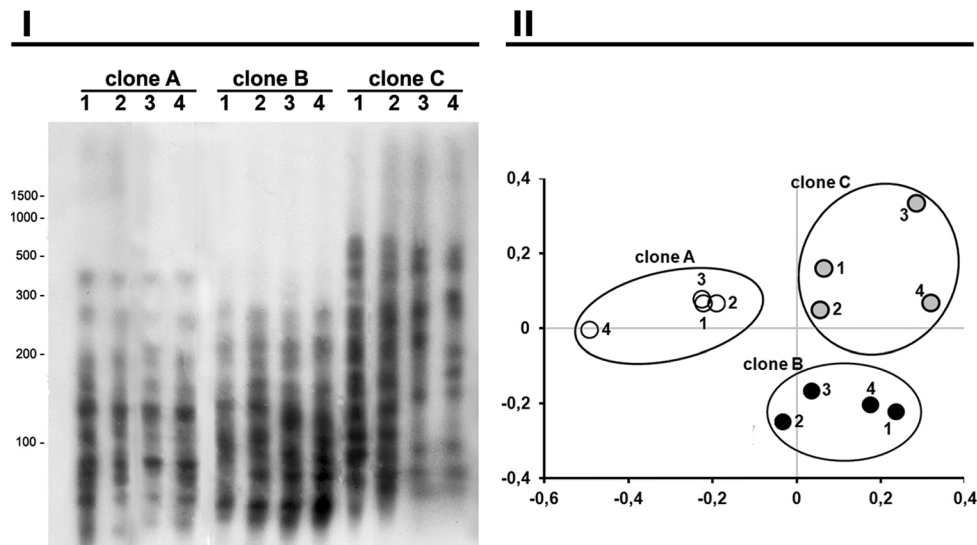 I
II
clone A clone B clone C
1 2 3 4 1 2 3 4 1 2 3 4
1500 -
1000 -
500 -
300 -
200 -
100 -
0,4
0,2
0
-0,2
-0,4
-0,6 -0,4 -0,2 0 0,2 0,4
clone C
3
1
4
2
clone A
3
2
1
4
clone B
3
4
2
1